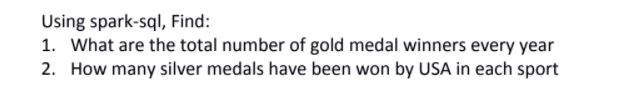 Using spark-sql, Find:
1. What are the total number of gold medal winners every year
2. How many silver medals have been won by USA in each sport